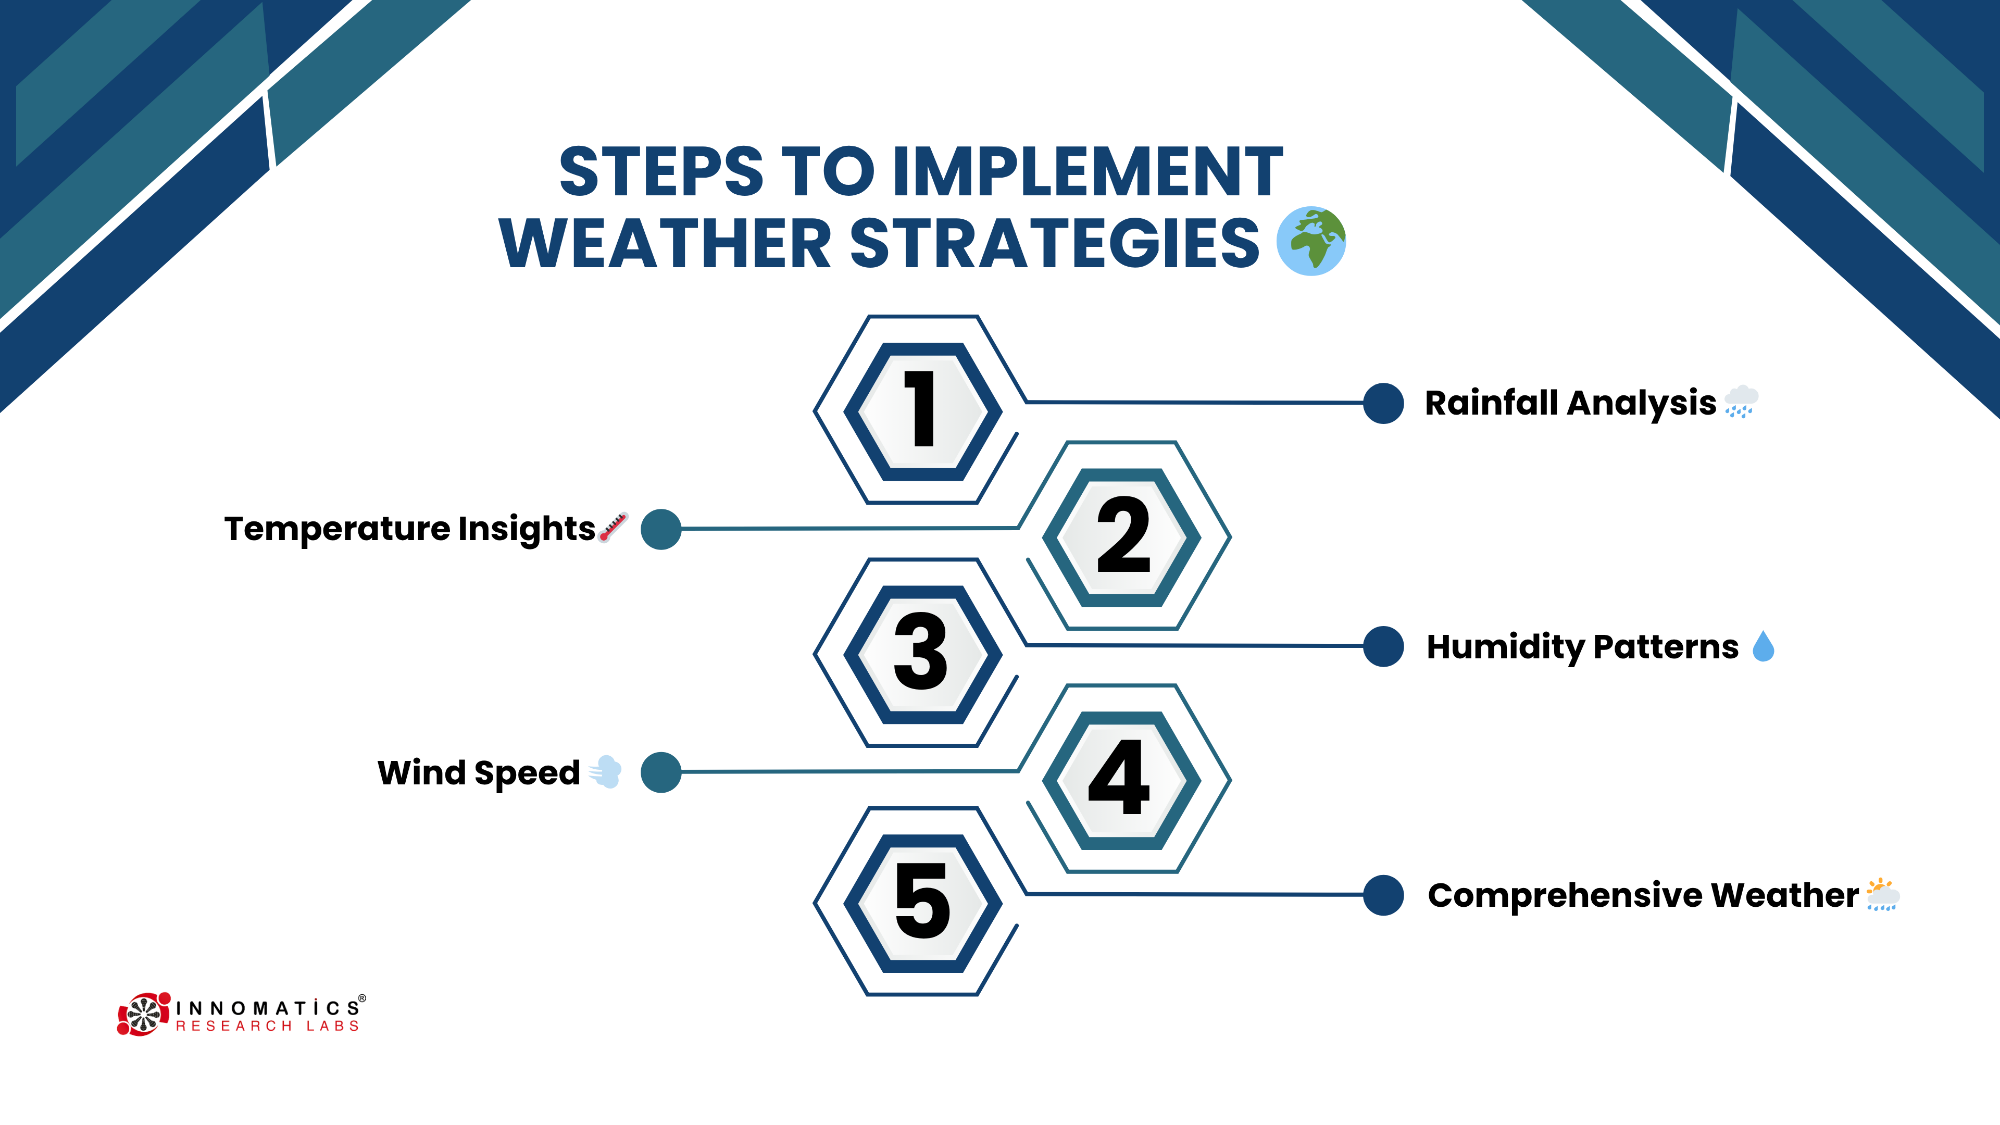 STEPS TO IMPLEMENT
WEATHER STRATEGIES 🌍
1
Rainfall Analysis 🌧️
2
Temperature Insights🌡️
3
Humidity Patterns 💧
4
Wind Speed 💨
5
Comprehensive Weather 🌦️
INNOMATICS®
RESEARCH LABS